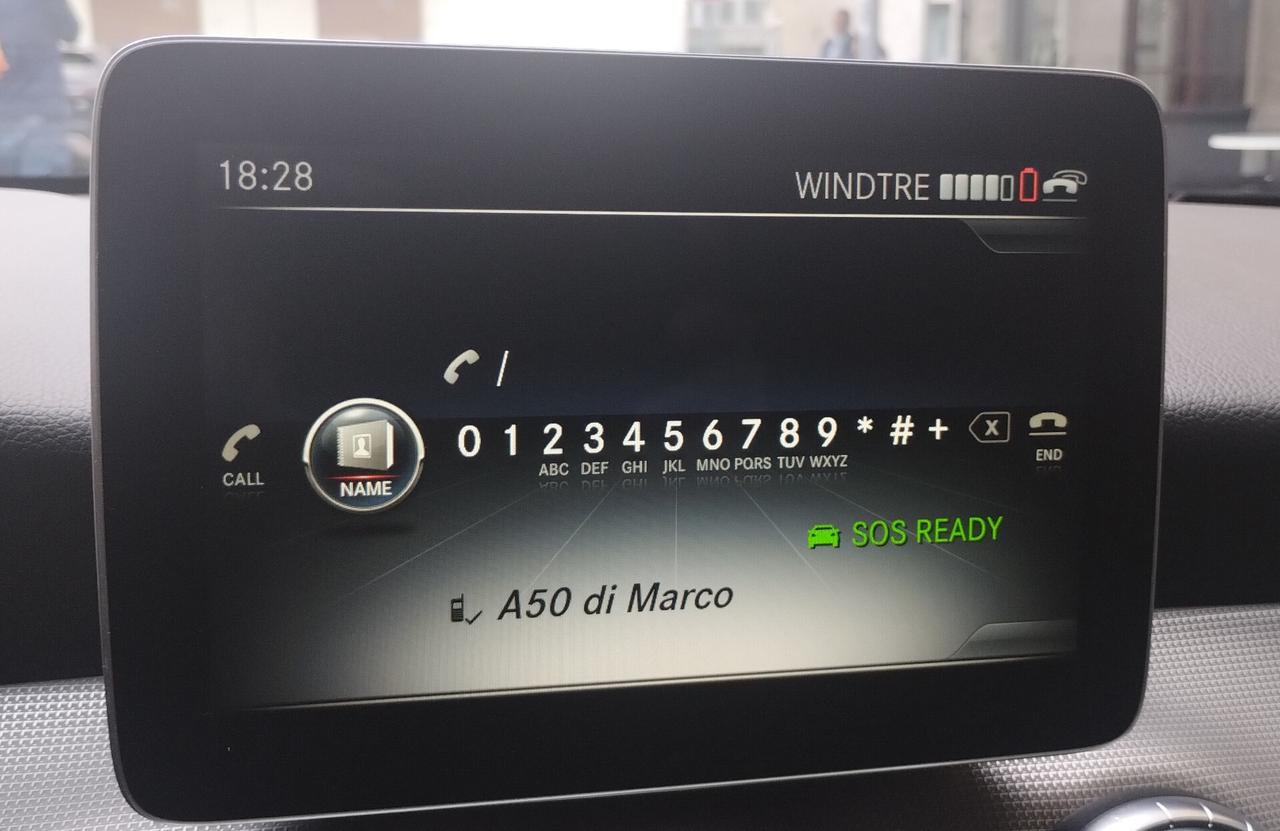 18:28 WINDTRE
/
CALL NAME 0 1 2 3 4 5 6 7 8 9 * # + X END
ABC DEF GHI JKL MNO PQRS TUV WXYZ
SOS READY
A50 di Marco